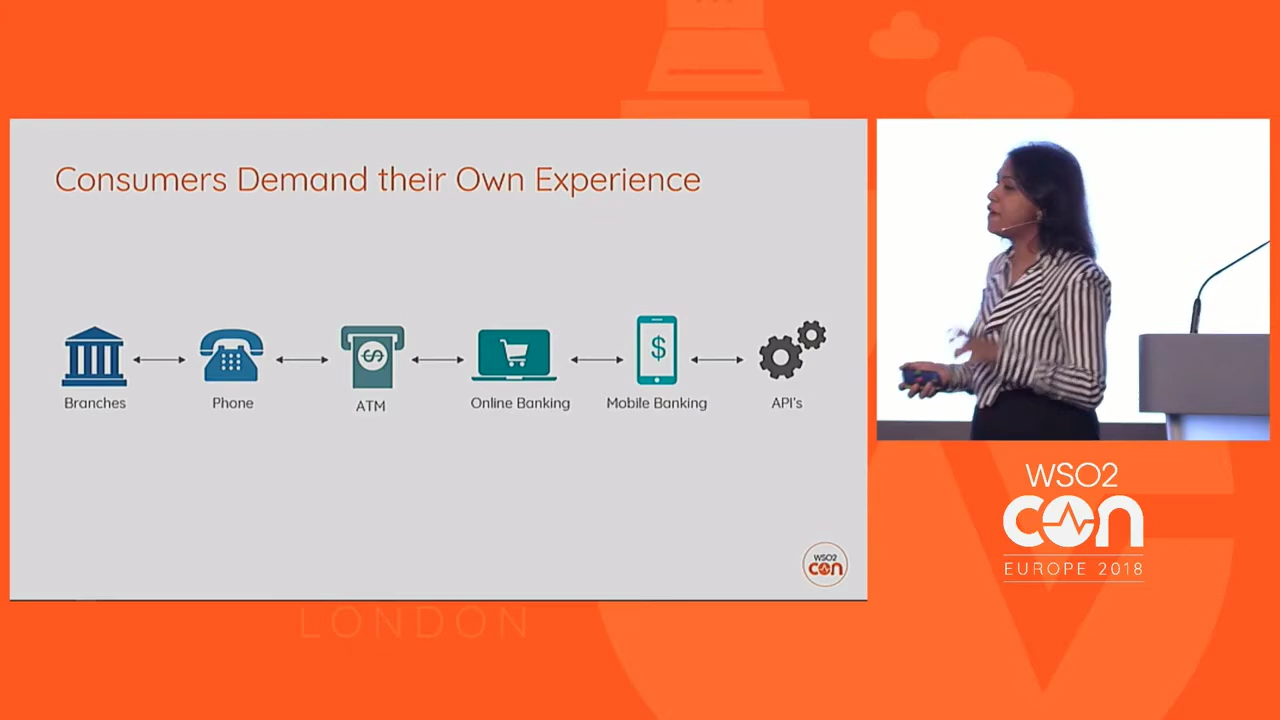 Consumers Demand their Own Experience
Branches
Phone
ATM
Online Banking
Mobile Banking
API's
WSO2
con
WSO2
con
EUROPE 2018
LONDON